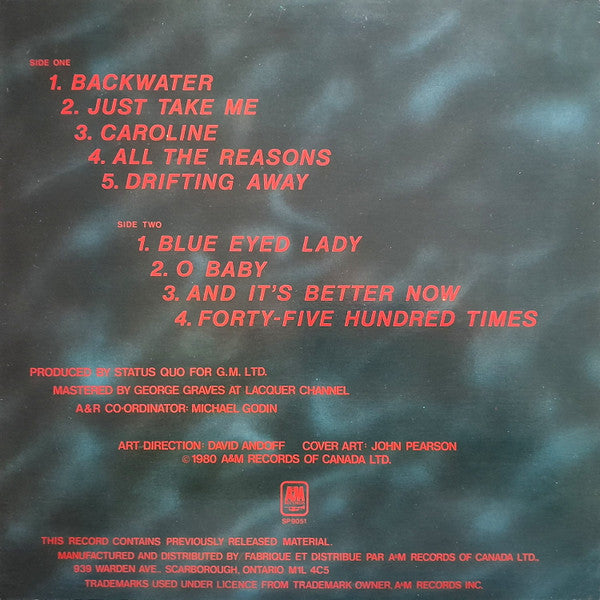 SIDE ONE
1. BACKWATER
2. JUST TAKE ME
3. CAROLINE
4. ALL THE REASONS
5. DRIFTING AWAY
SIDE TWO
1. BLUE EYED LADY
2. O BABY
3. AND IT'S BETTER NOW
4. FORTY-FIVE HUNDRED TIMES
PRODUCED BY STATUS QUO FOR G.M. LTD.
MASTERED BY GEORGE GRAVES AT LACQUER CHANNEL
A&R CO-ORDINATOR: MICHAEL GODIN
ART DIRECTION: DAVID ANDOFF COVER ART: JOHN PEARSON
© 1980 A&M RECORDS OF CANADA LTD.
A&M
RECORDS
SP9051
THIS RECORD CONTAINS PREVIOUSLY RELEASED MATERIAL.
MANUFACTURED AND DISTRIBUTED BY/FABRIQUE ET DISTRIBUE PAR A&M RECORDS OF CANADA LTD.,
939 WARDEN AVE., SCARBOROUGH, ONTARIO M1L 4C5
TRADEMARKS USED UNDER LICENCE FROM TRADEMARK OWNER, A&M RECORDS INC.